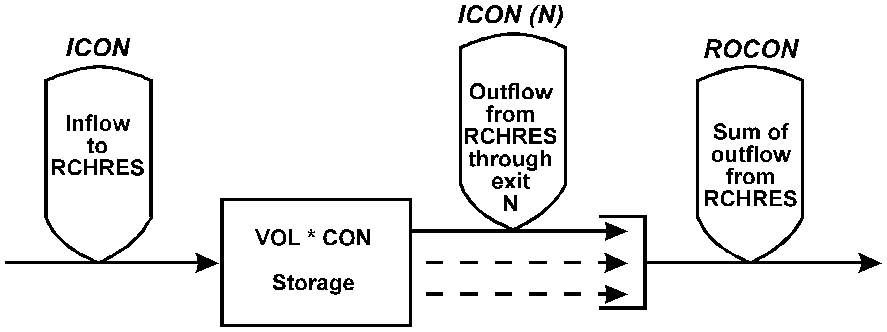 ICON
Inflow
to
RCHRES
VOL * CON
Storage
ICON (N)
Outflow
from
RCHRES
through
exit
N
ROCON
Sum of
outflow
from
RCHRES